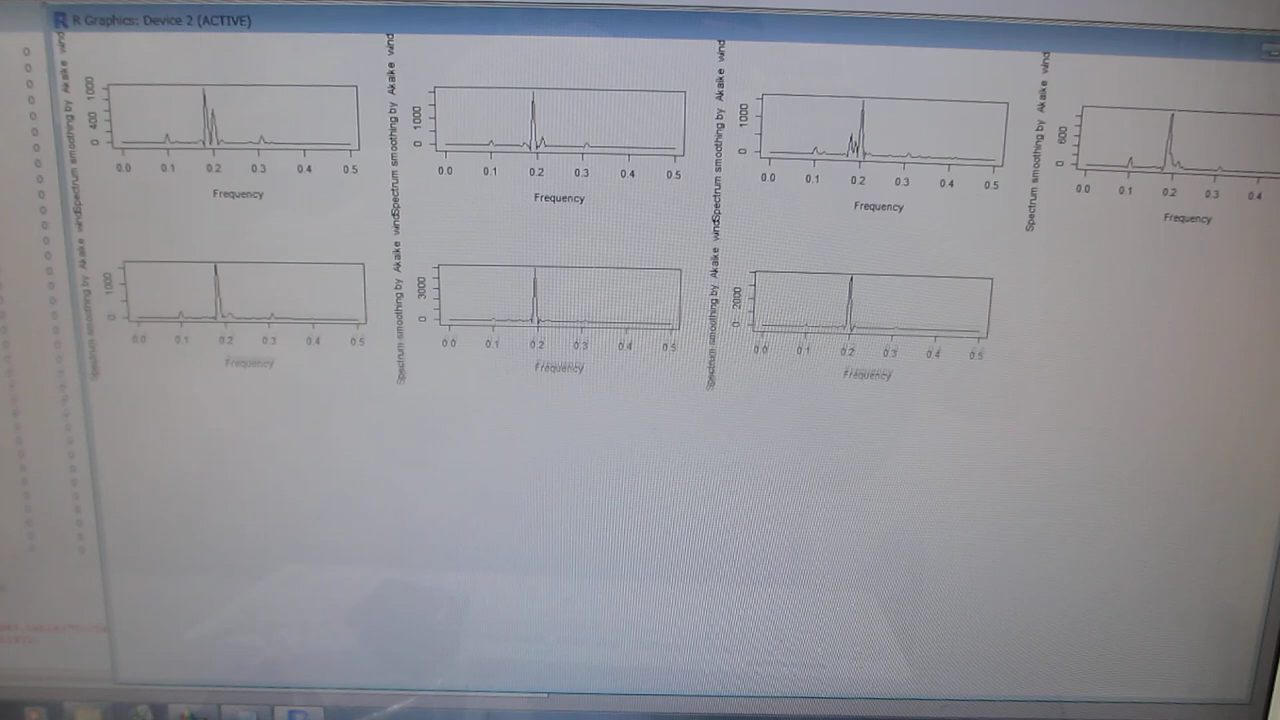 R Graphics: Device 2 (ACTIVE)
Spectrum smoothing by Akaike wind
0 400 1000
0.0 0.1 0.2 0.3 0.4 0.5
Frequency
Spectrum smoothing by Akaike wind
0 1000
0.0 0.1 0.2 0.3 0.4 0.5
Frequency
Spectrum smoothing by Akaike wind
0 1000
0.0 0.1 0.2 0.3 0.4 0.5
Frequency
Spectrum smoothing by Akaike wind
0 600
0.0 0.1 0.2 0.3 0.4
Frequency
Spectrum smoothing by Akaike wind
0 1000
0.0 0.1 0.2 0.3 0.4 0.5
Frequency
Spectrum smoothing by Akaike wind
0 3000
0.0 0.1 0.2 0.3 0.4 0.5
Frequency
Spectrum smoothing by Akaike wind
0 2000
0.0 0.1 0.2 0.3 0.4 0.5
Frequency